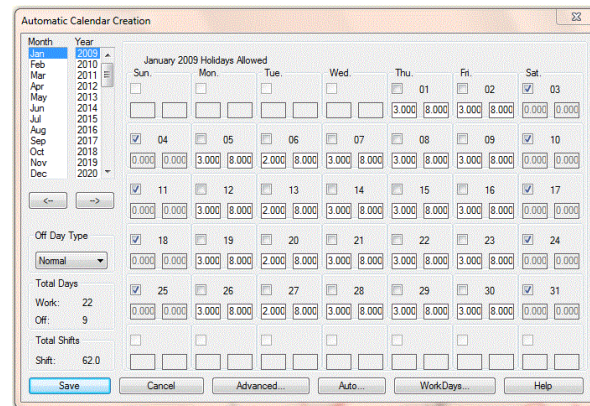 Automatic Calendar Creation
Month Year
Jan 2009
Feb 2010
Mar 2011
Apr 2012
May 2013
Jun 2014
Jul 2015
Aug 2016
Sep 2017
Oct 2018
Nov 2019
Dec 2020
<-- -->
Off Day Type
Normal
Total Days
Work: 22
Off: 9
Total Shifts
Shift: 62.0
January 2009 Holidays Allowed
Sun. Mon. Tue. Wed. Thu. Fri. Sat.
01 02 03
3.000 8.000 3.000 8.000 0.000 0.000
04 05 06 07 08 09 10
0.000 0.000 3.000 8.000 2.000 8.000 3.000 8.000 3.000 8.000 3.000 8.000 0.000 0.000
11 12 13 14 15 16 17
0.000 0.000 3.000 8.000 2.000 8.000 3.000 8.000 3.000 8.000 3.000 8.000 0.000 0.000
18 19 20 21 22 23 24
0.000 0.000 3.000 8.000 2.000 8.000 3.000 8.000 3.000 8.000 3.000 8.000 0.000 0.000
25 26 27 28 29 30 31
0.000 0.000 3.000 8.000 2.000 8.000 3.000 8.000 3.000 8.000 3.000 8.000 0.000 0.000
Save Cancel Advanced... Auto... WorkDays... Help